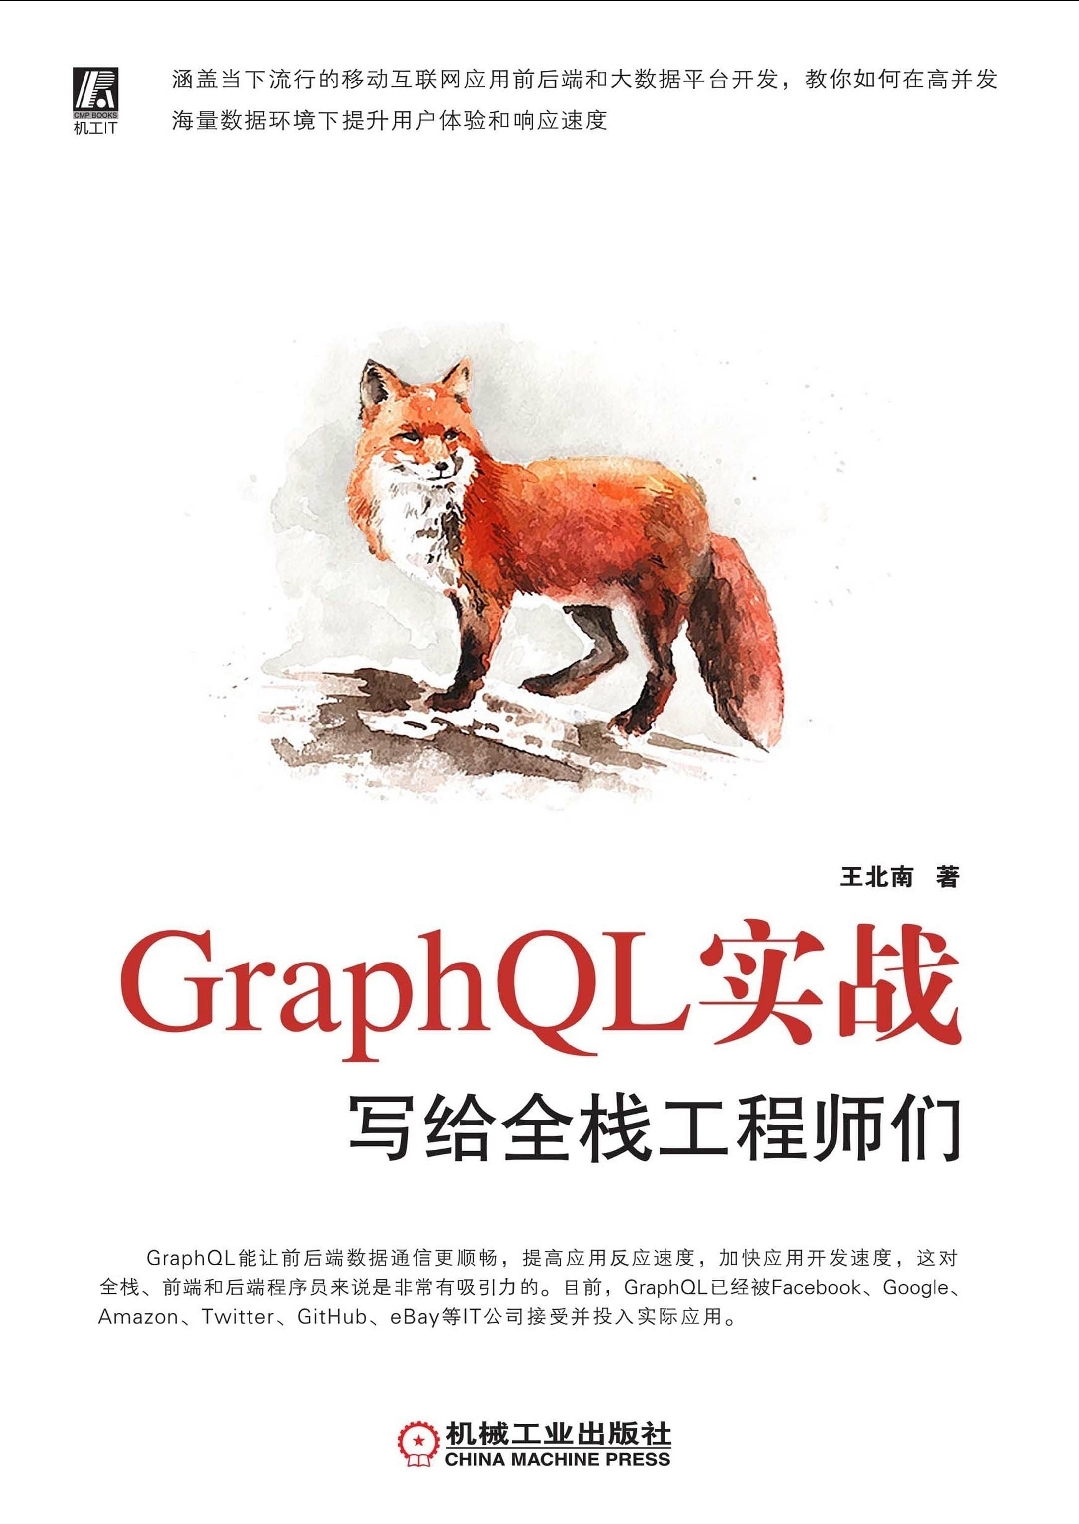 CMP BOOKS
机工IT
涵盖当下流行的移动互联网应用前后端和大数据平台开发，教你如何在高并发
海量数据环境下提升用户体验和响应速度
王北南 著
GraphQL实战
写给全栈工程师们
GraphQL能让前后端数据通信更顺畅，提高应用反应速度，加快应用开发速度，这对
全栈、前端和后端程序员来说是非常有吸引力的。目前，GraphQL已经被Facebook、Google、
Amazon、Twitter、GitHub、eBay等IT公司接受并投入实际应用。
机械工业出版社
CHINA MACHINE PRESS